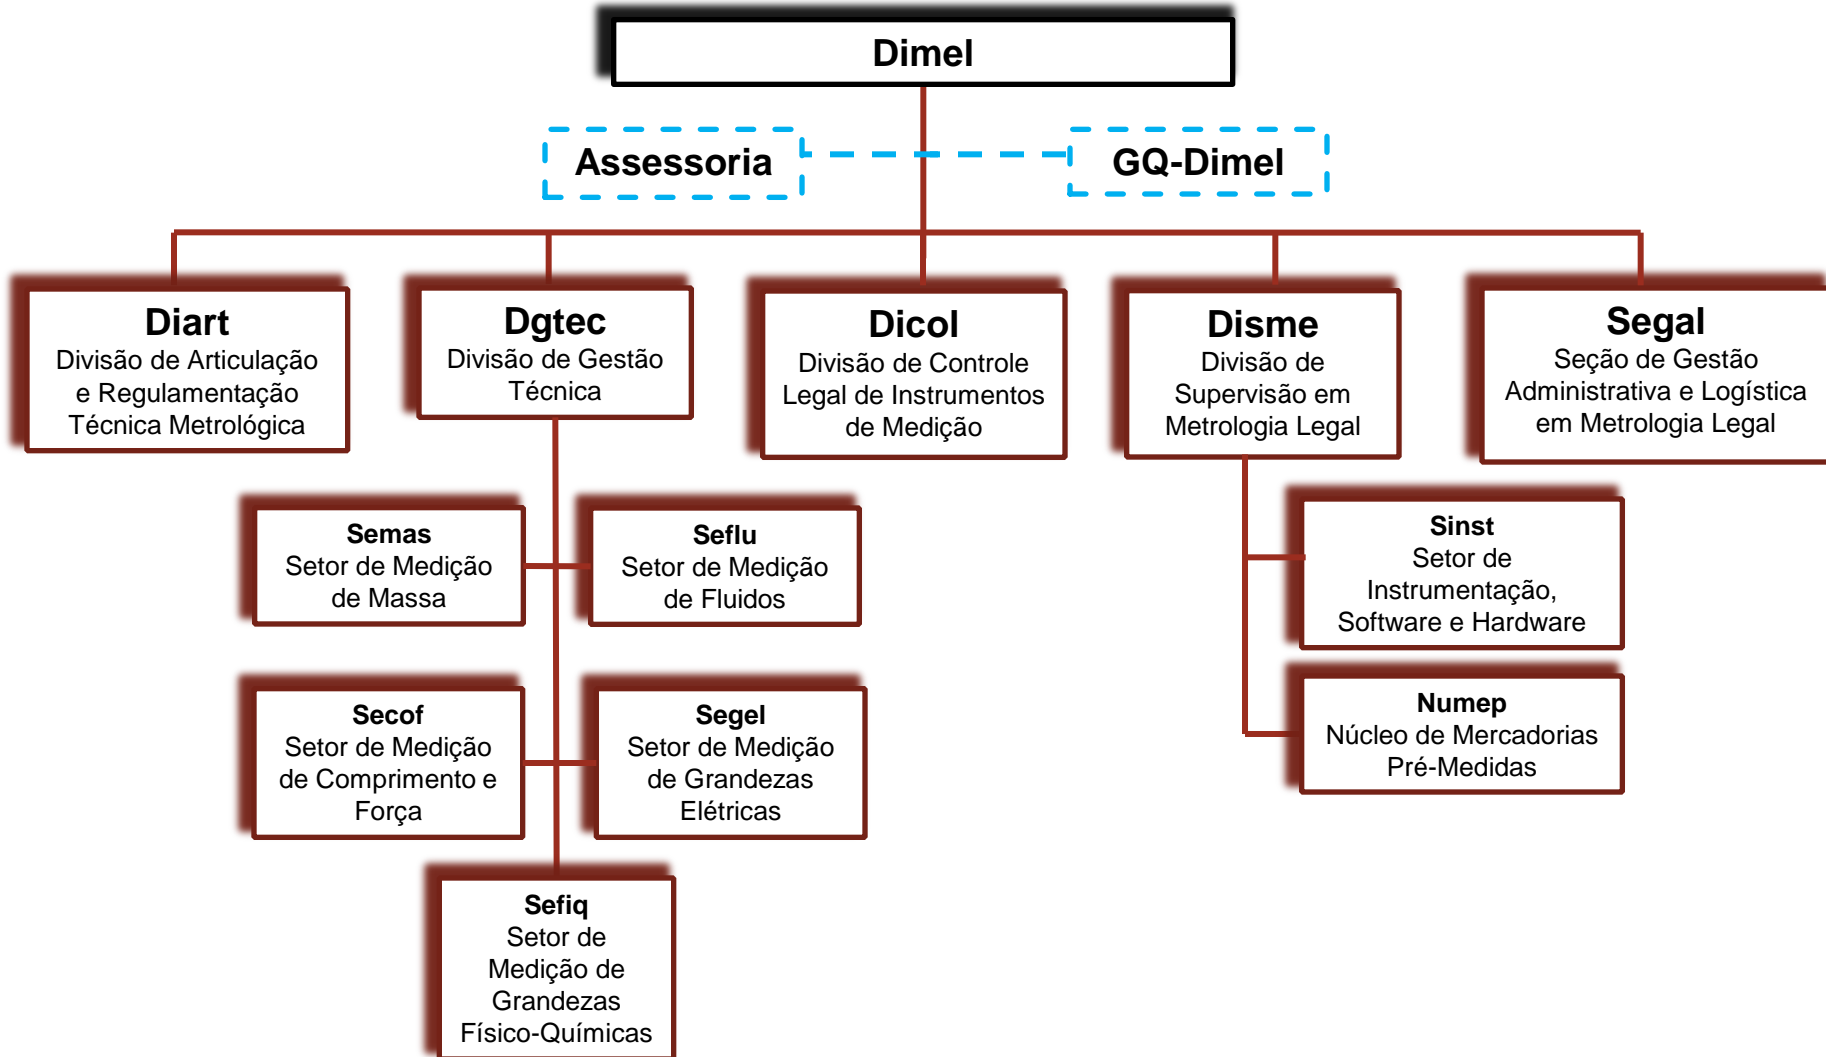 Dimel
Assessoria
GQ-Dimel
Diart
Divisão de Articulação
e Regulamentação
Técnica Metrológica
Dgtec
Divisão de Gestão
Técnica
Dicol
Divisão de Controle
Legal de Instrumentos
de Medição
Disme
Divisão de
Supervisão em
Metrologia Legal
Segal
Seção de Gestão
Administrativa e Logística
em Metrologia Legal
Semas
Setor de Medição
de Massa
Seflu
Setor de Medição
de Fluidos
Sinst
Setor de
Instrumentação,
Software e Hardware
Secof
Setor de Medição
de Comprimento e
Força
Segel
Setor de Medição
de Grandezas
Elétricas
Numep
Núcleo de Mercadorias
Pré-Medidas
Sefiq
Setor de
Medição de
Grandezas
Físico-Químicas